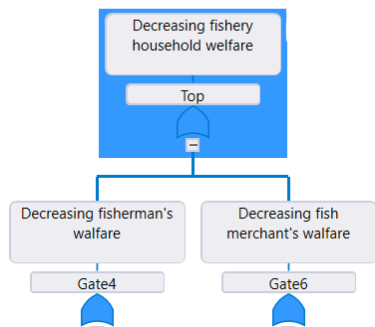 Decreasing fishery
household welfare
Top
Decreasing fisherman's
walfare
Gate4
Decreasing fish
merchant's walfare
Gate6